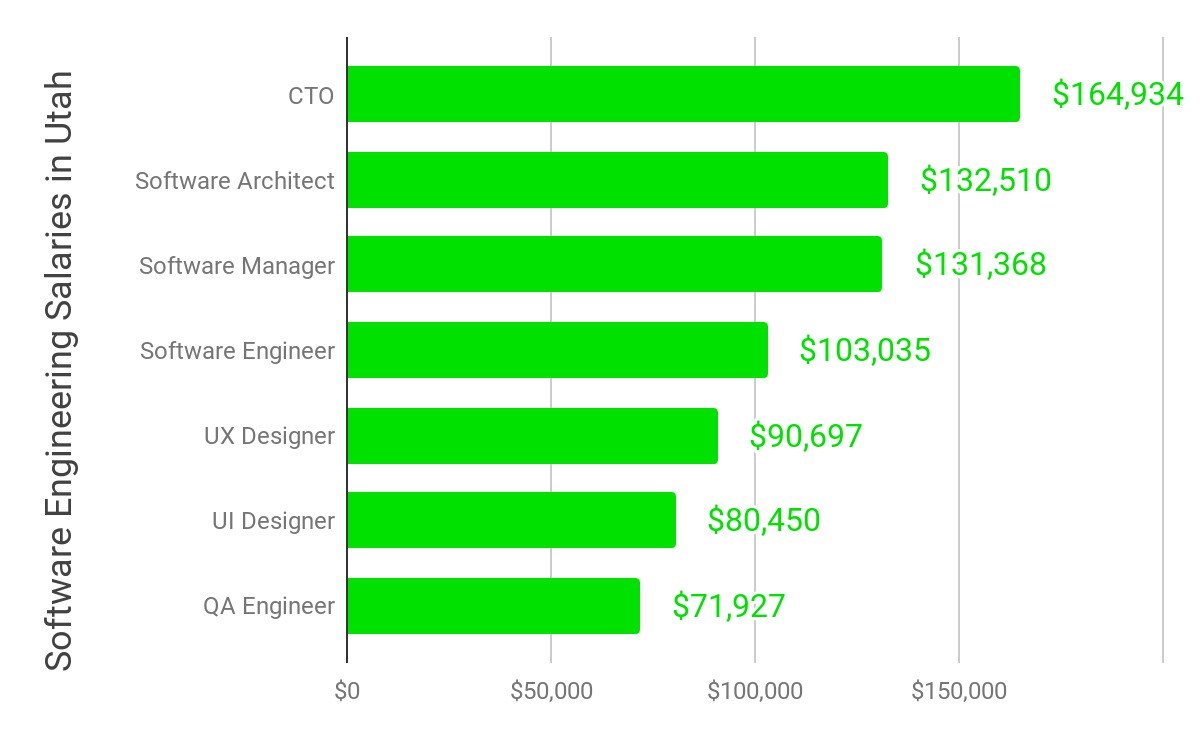 Software Engineering Salaries in Utah
CTO
$164,934
Software Architect
$132,510
Software Manager
$131,368
Software Engineer
$103,035
UX Designer
$90,697
UI Designer
$80,450
QA Engineer
$71,927
$0
$50,000
$100,000
$150,000